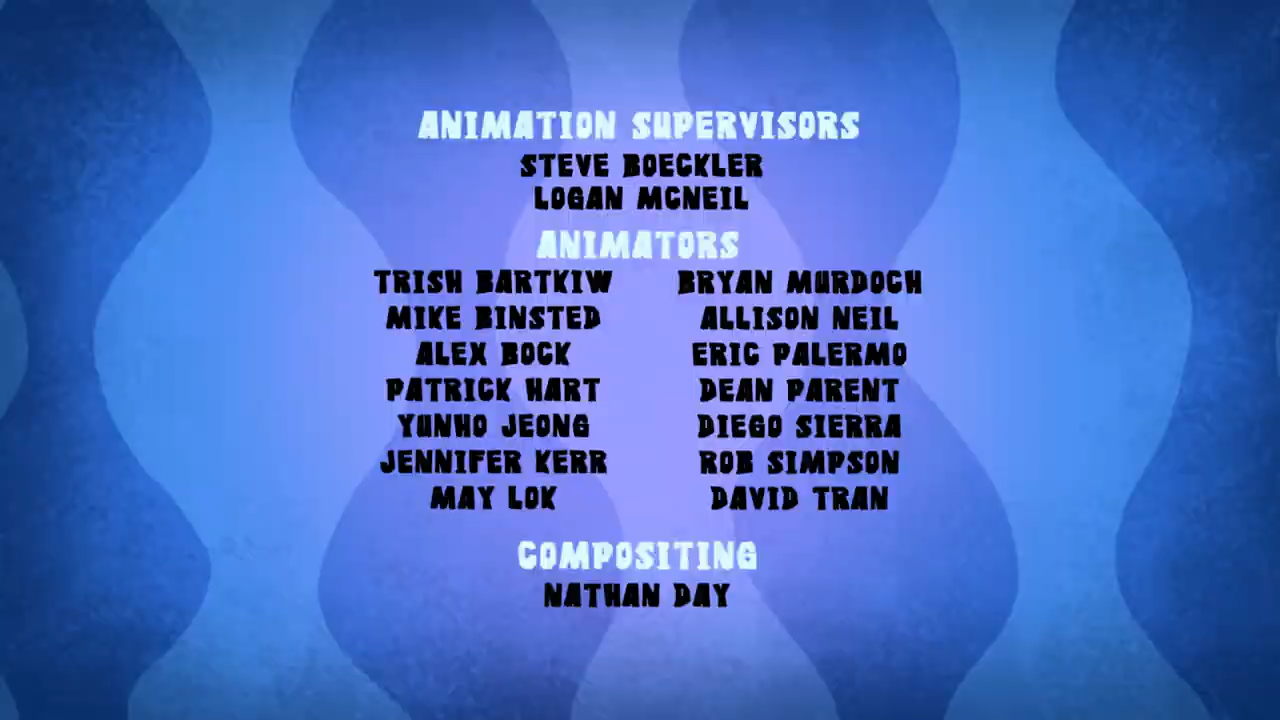 ANIMATION SUPERVISORS
STEVE BOECKLER
LOGAN MCNEIL
ANIMATORS
TRISH BARTKIW BRYAN MURDOCH
MIKE BINSTED ALLISON NEIL
ALEX BOCK ERIC PALERMO
PATRICK HART DEAN PARENT
YUNHO JEONG DIEGO SIERRA
JENNIFER KERR ROB SIMPSON
MAY LOK DAVID TRAN
COMPOSITING
NATHAN DAY